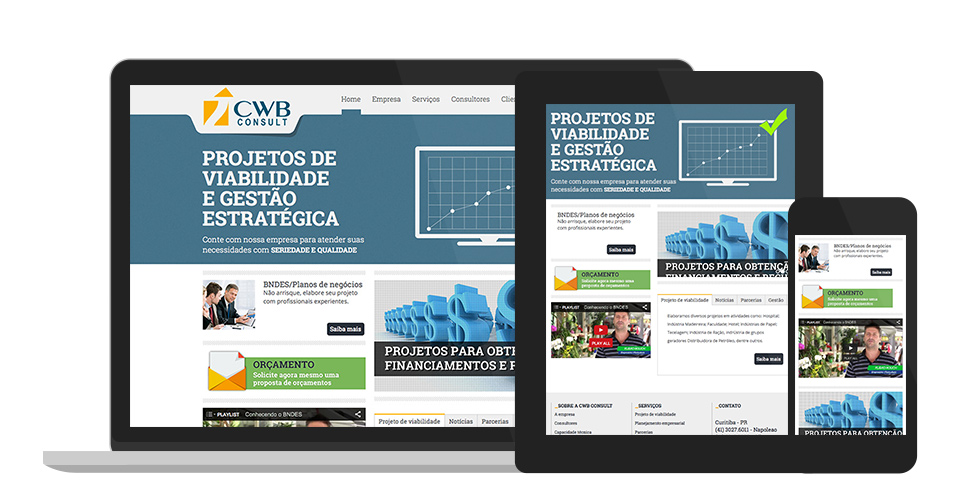 CWB
CONSULT
Home Empresa Serviços Consultores
PROJETOS DE
VIABILIDADE
E GESTÃO
ESTRATÉGICA
Conte com nossa empresa para atender suas
necessidades com SERIEDADE E QUALIDADE
BNDES/Planos de negócios
Não arrisque, elabore seu projeto
com profissionais experientes.
Saiba mais
ORÇAMENTO
Solicite agora mesmo uma
proposta de orçamentos
PLAYLIST Conhecendo o BNDES
PROJETOS PARA OBTEN
FINANCIAMENTOS E
Projeto de viabilidade Notícias Parcerias
PROJETOS DE
VIABILIDADE
E GESTÃO
ESTRATÉGICA
Conte com nossa empresa para atender suas
necessidades com SERIEDADE E QUALIDADE
BNDES/Planos de negócios
Não arrisque, elabore seu projeto
com profissionais experientes.
Saiba mais
ORÇAMENTO
Solicite agora mesmo uma
proposta de orçamentos
PLAYLIST Conhecendo o BNDES
PLAY ALL
PROJETOS PARA OBTENÇÃ
FINANCIAMENTOS E
Projeto de viabilidade Notícias Parcerias Gestão
Elaboramos diversos projetos em atividades como: Hospital,
Indústria Madeireira, Faculdade, Hotel, Indústrias de Papel,
Tecelagem, Indústria de Ração, Indústria de grupos
geradores Distribuidora de Petróleo, dentre outros.
Saiba mais
_SOBRE A CWB CONSULT
A empresa
Consultores
Capacidade técnica
_SERVIÇOS
Projeto de viabilidade
Planejamento empresarial
Parcerias
_CONTATO
Curitiba - PR
(41) 3027.6011 - Napoleao
BNDES/Planos de negócios
Não arrisque, elabore seu projeto
com profissionais experientes.
Saiba mais
ORÇAMENTO
Solicite agora mesmo uma
proposta de orçamentos
PLAYLIST Conhecendo o BNDES
PLAY ALL
PROJETOS PARA OBTENÇÃO